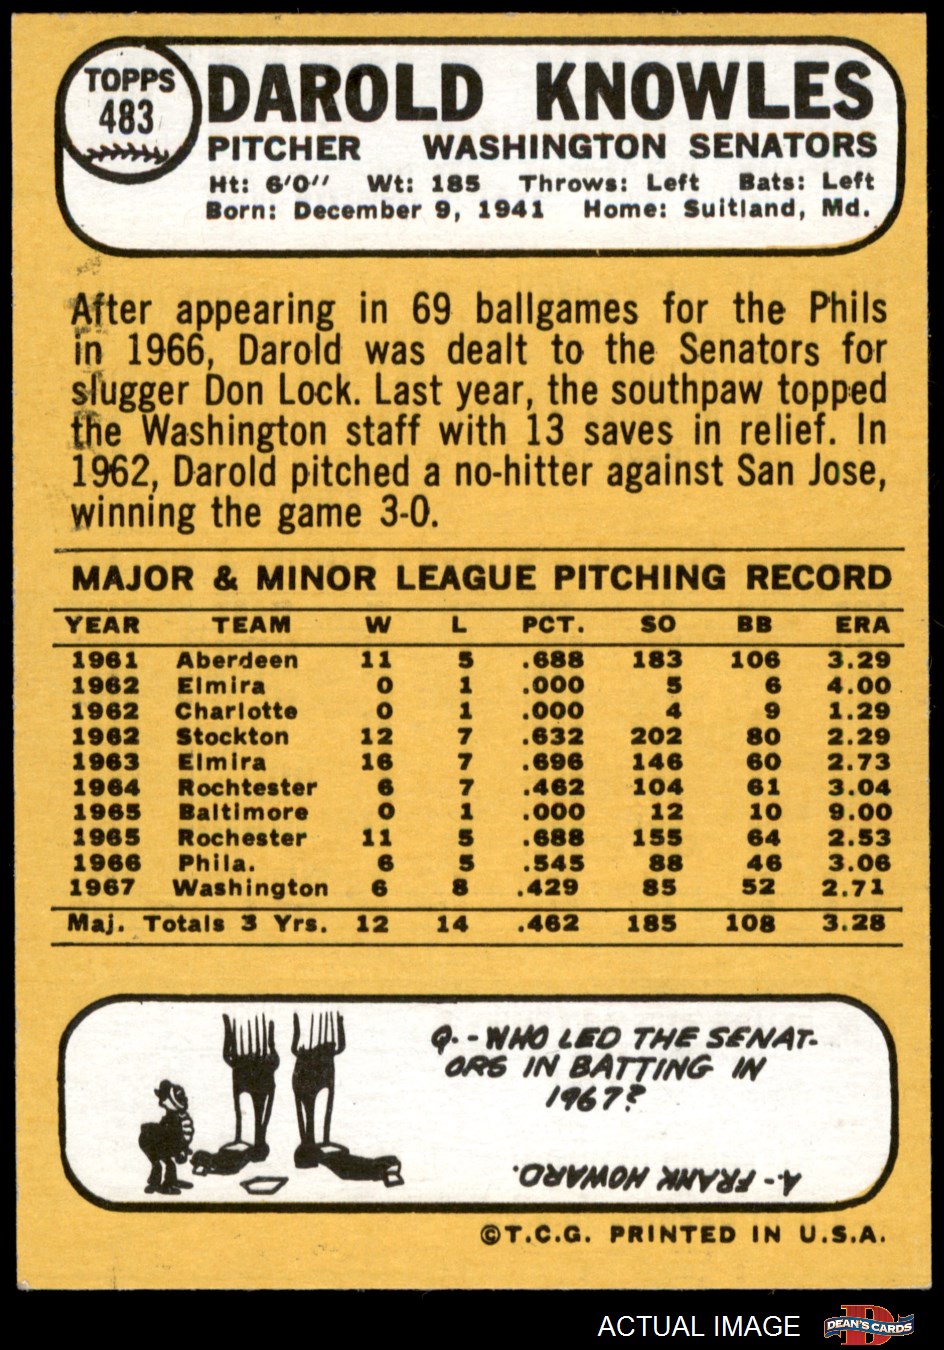 TOPPS
483
DAROLD KNOWLES
PITCHER WASHINGTON SENATORS
Ht: 6'0" Wt: 185 Throws: Left Bats: Left
Born: December 9, 1941 Home: Suitland, Md.
After appearing in 69 ballgames for the Phils
in 1966, Darold was dealt to the Senators for
slugger Don Lock. Last year, the southpaw topped
the Washington staff with 13 saves in relief. In
1962, Darold pitched a no-hitter against San Jose,
winning the game 3-0.
MAJOR & MINOR LEAGUE PITCHING RECORD
YEAR TEAM W L PCT. SO BB ERA
1961 Aberdeen 11 5 .688 183 106 3.29
1962 Elmira 0 1 .000 5 6 4.00
1962 Charlotte 0 1 .000 4 9 1.29
1962 Stockton 12 7 .632 202 80 2.29
1963 Elmira 16 7 .696 146 60 2.73
1964 Rochtester 6 7 .462 104 61 3.04
1965 Baltimore 0 1 .000 12 10 9.00
1965 Rochester 11 5 .688 155 64 2.53
1966 Phila. 6 5 .545 88 46 3.06
1967 Washington 6 8 .429 85 52 2.71
Maj. Totals 3 Yrs. 12 14 .462 185 108 3.28
Q.-WHO LED THE SENAT-
ORS IN BATTING IN
1967?
A-FRANK HOWARD.
©T.C.G. PRINTED IN U.S.A.
ACTUAL IMAGE D DEAN'S CARDS